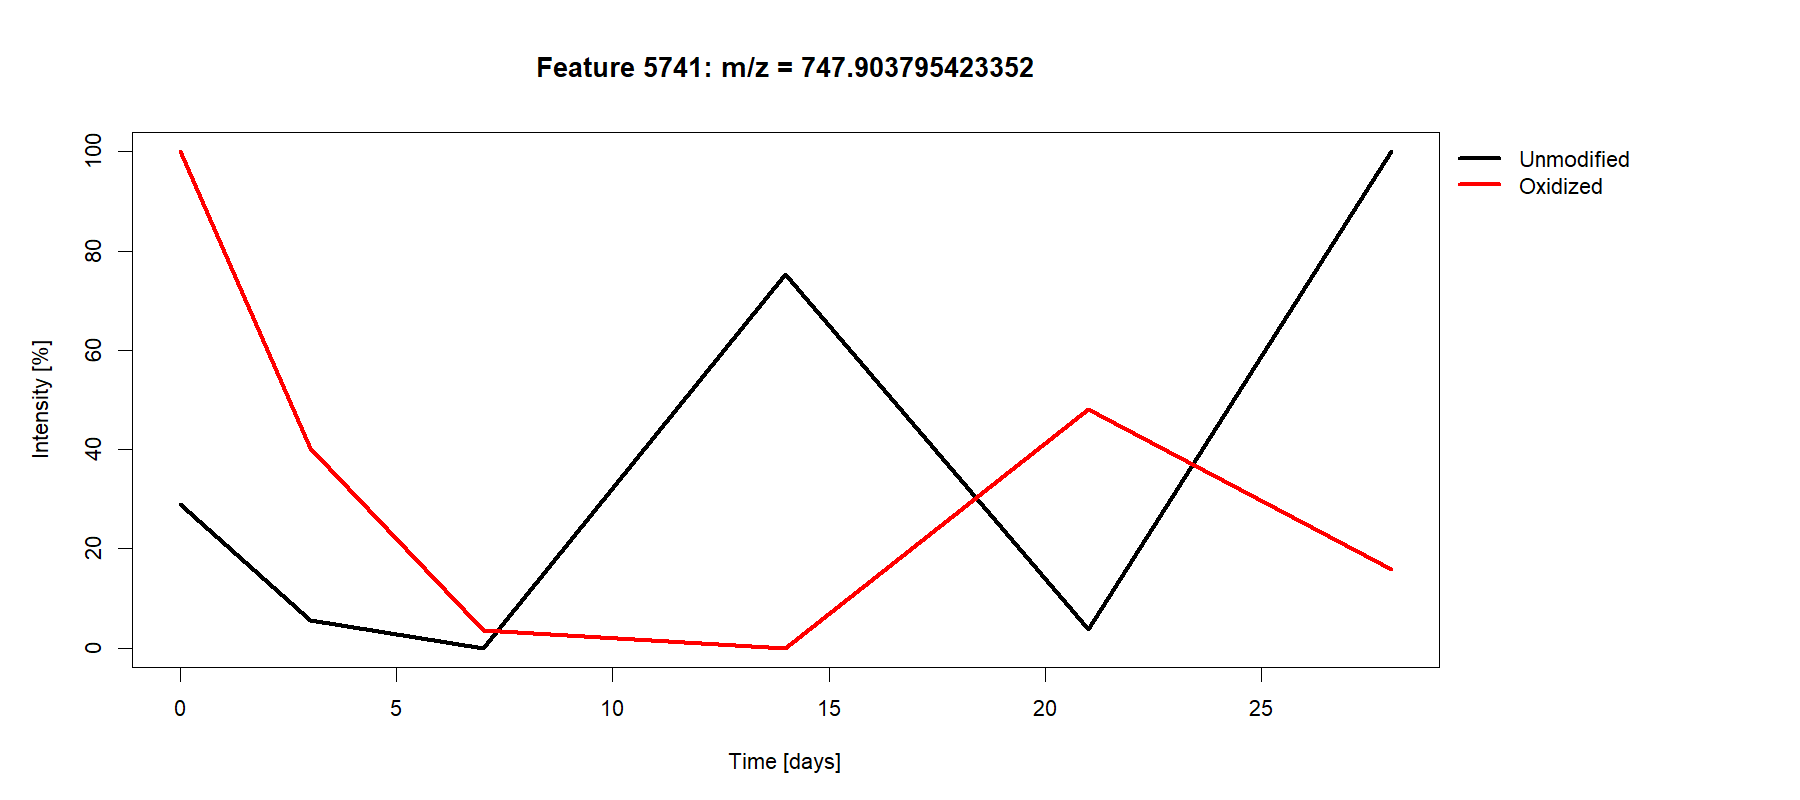 Feature 5741: m/z = 747.903795423352
Unmodified
Oxidized
Intensity [%]
100
80
60
40
20
0
0 5 10 15 20 25
Time [days]